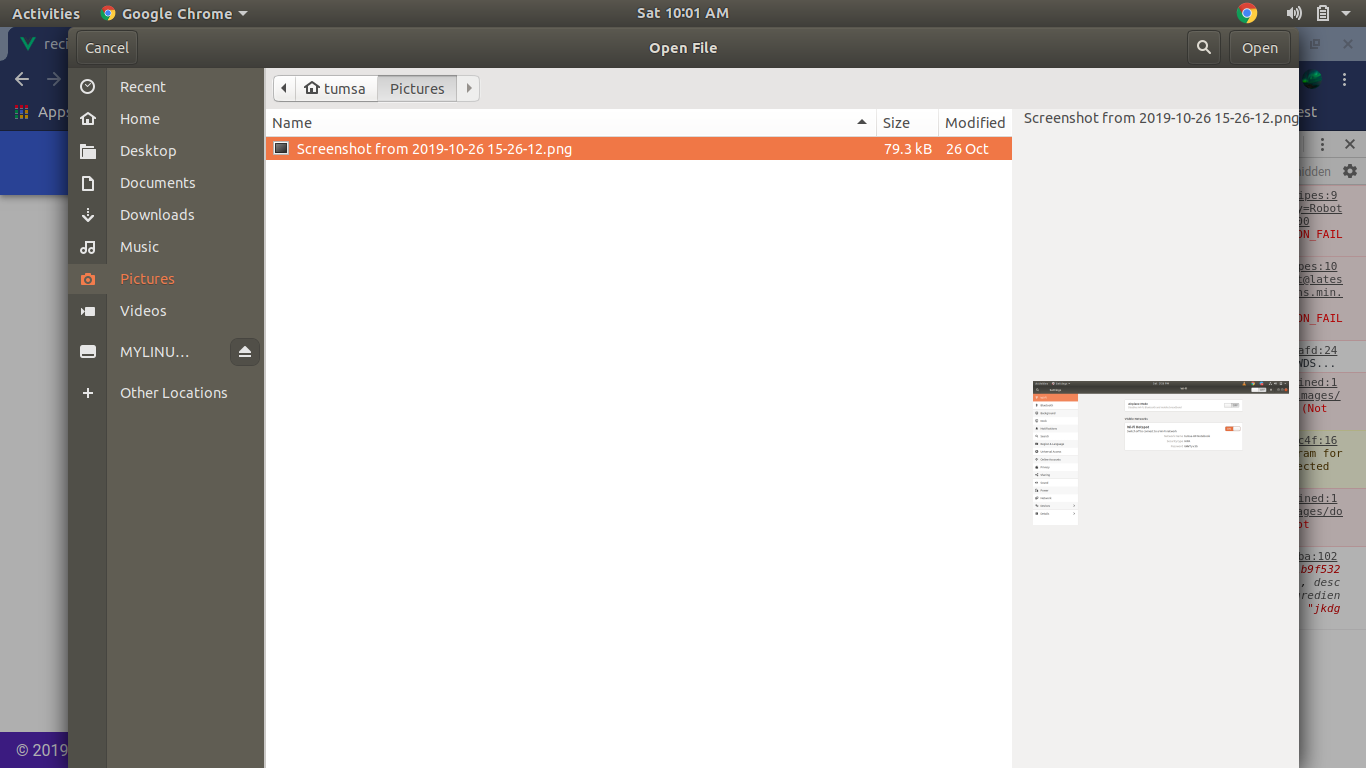 Activities Google Chrome Sat 10:01 AM
reci
Cancel Open File Open
Apps est
Recent
Home
Desktop
Documents
Downloads
Music
Pictures
Videos
MYLINU...
Other Locations
tumsa Pictures
Name Size Modified
Screenshot from 2019-10-26 15-26-12.png 79.3 kB 26 Oct
Screenshot from 2019-10-26 15-26-12.png
idden
ipes:9
y=Robot
00
ON_FAIL
pes:10
t@lates
ns.min.
ON_FAIL
afd:24
NDS...
ined:1
images/
(Not
c4f:16
ram for
ected
ined:1
ages/do
ot
ba:102
b9f532
, desc
gredien
"jkdg
© 2019